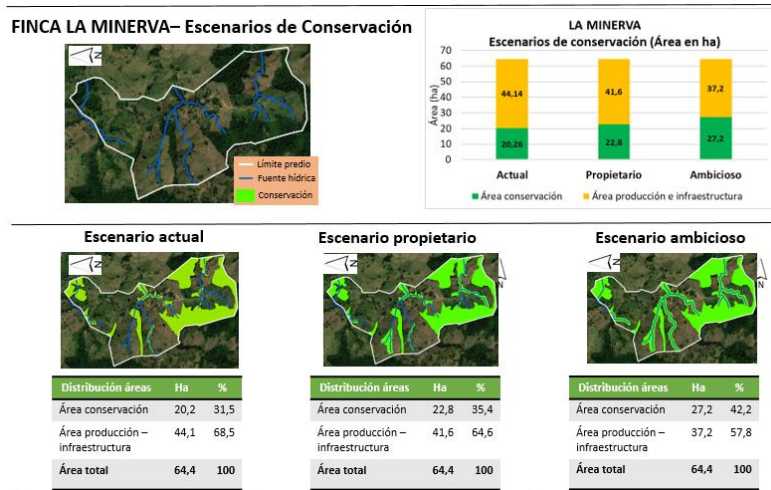 FINCA LA MINERVA– Escenarios de Conservación
N
Límite predio
Fuente hídrica
Conservación
LA MINERVA
Escenarios de conservación (Área en ha)
Área (ha)
70
60
50
40
30
20
10
0
44,14
41,6
37,2
20,26
22,8
27,2
Actual Propietario Ambicioso
Área conservación Área producción e infraestructura
Escenario actual
N
Distribución áreas Ha %
Área conservación 20,2 31,5
Área producción – 44,1 68,5
infraestructura
Área total 64,4 100
Escenario propietario
N
N
Distribución áreas Ha %
Área conservación 22,8 35,4
Área producción – 41,6 64,6
infraestructura
Área total 64,4 100
Escenario ambicioso
N
N
Distribución áreas Ha %
Área conservación 27,2 42,2
Área producción – 37,2 57,8
infraestructura
Área total 64,4 100